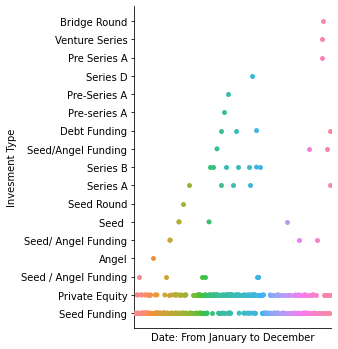 Bridge Round
Venture Series
Pre Series A
Series D
Pre-Series A
Pre-series A
Debt Funding
Seed/Angel Funding
Series B
Series A
Seed Round
Seed
Seed/ Angel Funding
Angel
Seed / Angel Funding
Private Equity
Seed Funding
Invesment Type
Date: From January to December